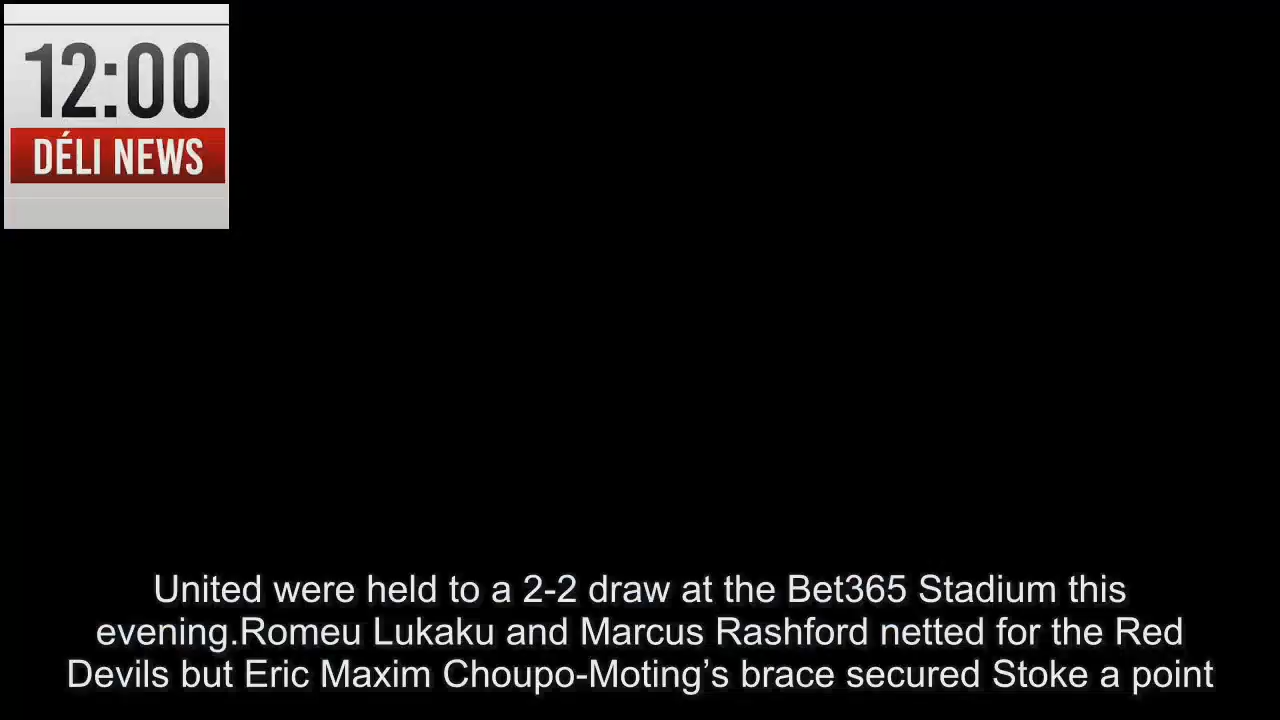 12:00
DÉLI NEWS
United were held to a 2-2 draw at the Bet365 Stadium this
evening.Romeu Lukaku and Marcus Rashford netted for the Red
Devils but Eric Maxim Choupo-Moting’s brace secured Stoke a point